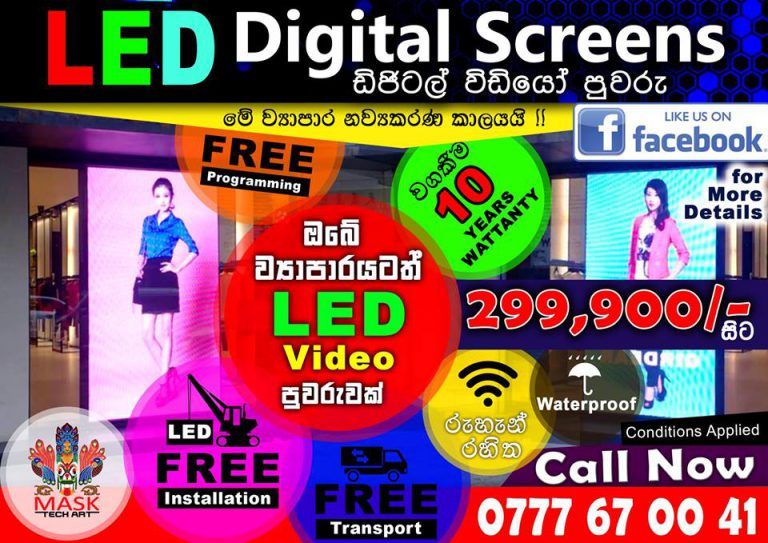 LED Digital Screens
ඩිජිටල් විඩියෝ පුවරු
මේ ව්‍යාපාර නව්‍යකරණ කාලයයි !!
LIKE US ON
facebook
for
More
Details
FREE
Programming
වගකීම
10
YEARS
WATTANTY
ඔබේ
ව්‍යාපාරයටත්
LED
Video
පුවරුවක්
299,900/-
සිට
රැහැන්
රහිත
Waterproof
Conditions Applied
LED
FREE
Installation
FREE
Transport
MASK
TECH ART
Call Now
0777 67 00 41